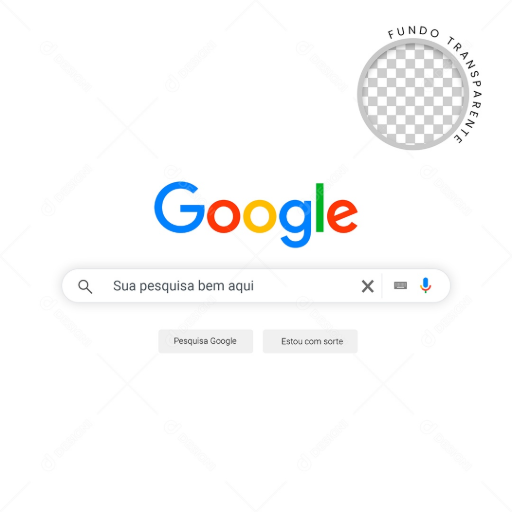 FUNDO TRANSPARENTE
Google
Sua pesquisa bem aqui
Pesquisa Google
Estou com sorte